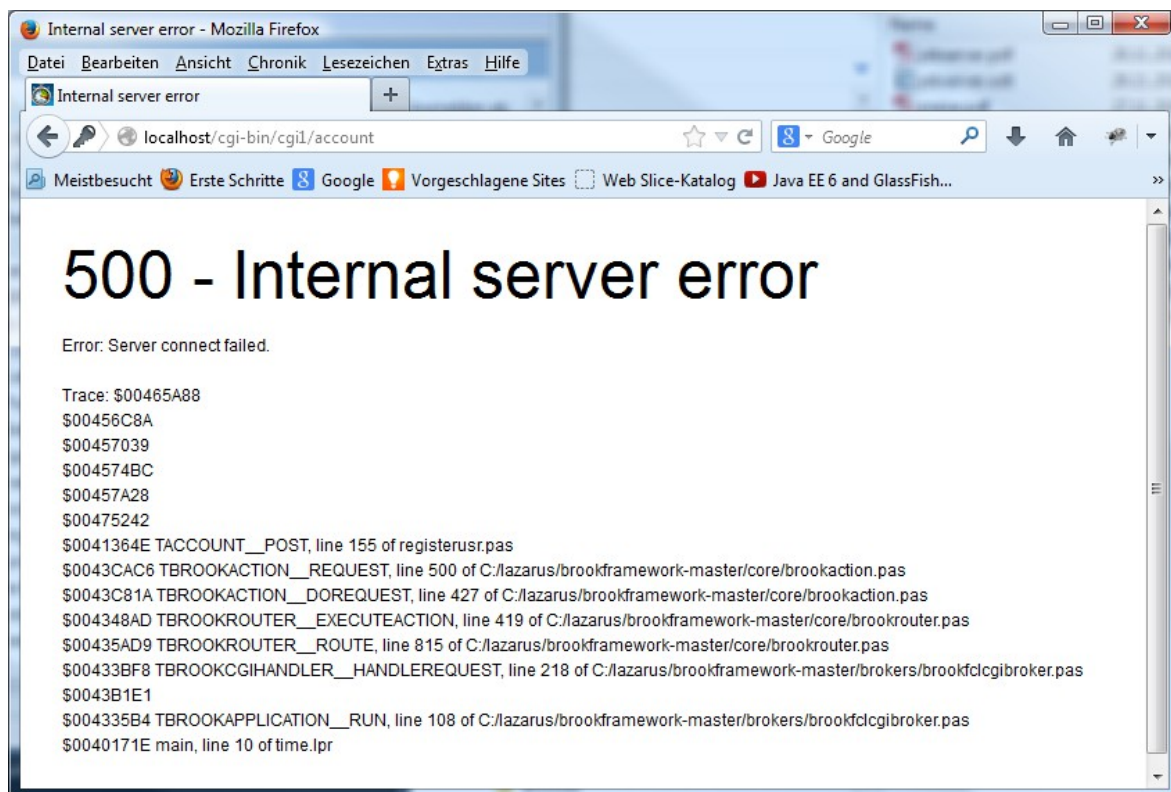 Internal server error - Mozilla Firefox
Datei Bearbeiten Ansicht Chronik Lesezeichen Extras Hilfe
Internal server error
localhost/cgi-bin/cgi1/account
Google
Meistbesucht Erste Schritte Google Vorgeschlagene Sites Web Slice-Katalog Java EE 6 and GlassFish...
500 - Internal server error
Error: Server connect failed.
Trace: $00465A88
$00456C8A
$00457039
$004574BC
$00457A28
$00475242
$0041364E TACCOUNT__POST, line 155 of registerusr.pas
$0043CAC6 TBROOKACTION__REQUEST, line 500 of C:/lazarus/brookframework-master/core/brookaction.pas
$0043C81A TBROOKACTION__DOREQUEST, line 427 of C:/lazarus/brookframework-master/core/brookaction.pas
$004348AD TBROOKROUTER__EXECUTEACTION, line 419 of C:/lazarus/brookframework-master/core/brookrouter.pas
$00435AD9 TBROOKROUTER__ROUTE, line 815 of C:/lazarus/brookframework-master/core/brookrouter.pas
$00433BF8 TBROOKCGIHANDLER__HANDLEREQUEST, line 218 of C:/lazarus/brookframework-master/brokers/brookfclcgibroker.pas
$0043B1E1
$004335B4 TBROOKAPPLICATION__RUN, line 108 of C:/lazarus/brookframework-master/brokers/brookfclcgibroker.pas
$0040171E main, line 10 of time.lpr